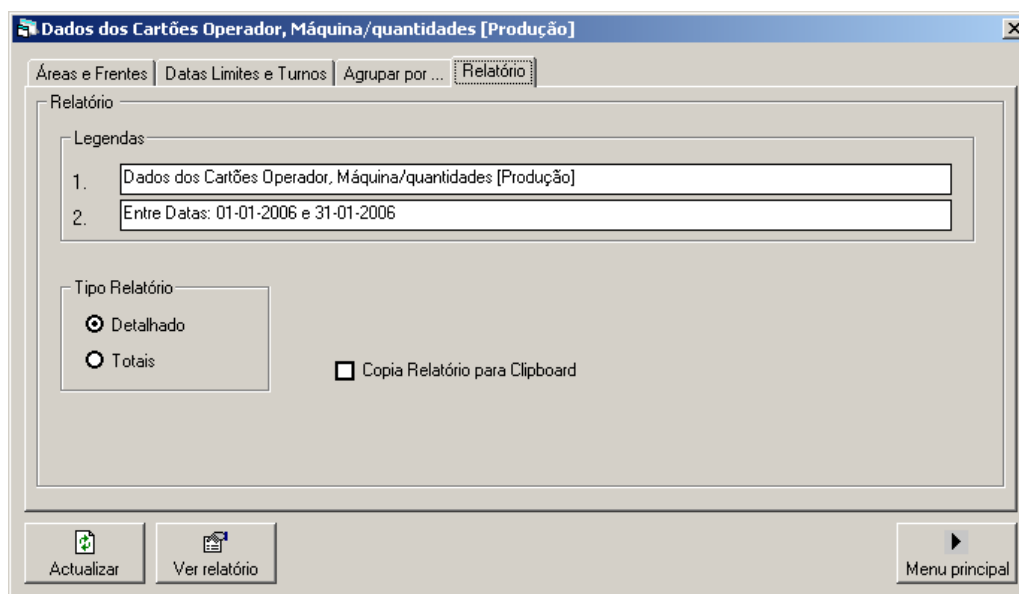 Dados dos Cartões Operador, Máquina/quantidades [Produção]
Áreas e Frentes Datas Limites e Turnos Agrupar por ... Relatório
Relatório
Legendas
1. Dados dos Cartões Operador, Máquina/quantidades [Produção]
2. Entre Datas: 01-01-2006 e 31-01-2006
Tipo Relatório
Detalhado
Totais
Copia Relatório para Clipboard
Actualizar Ver relatório Menu principal